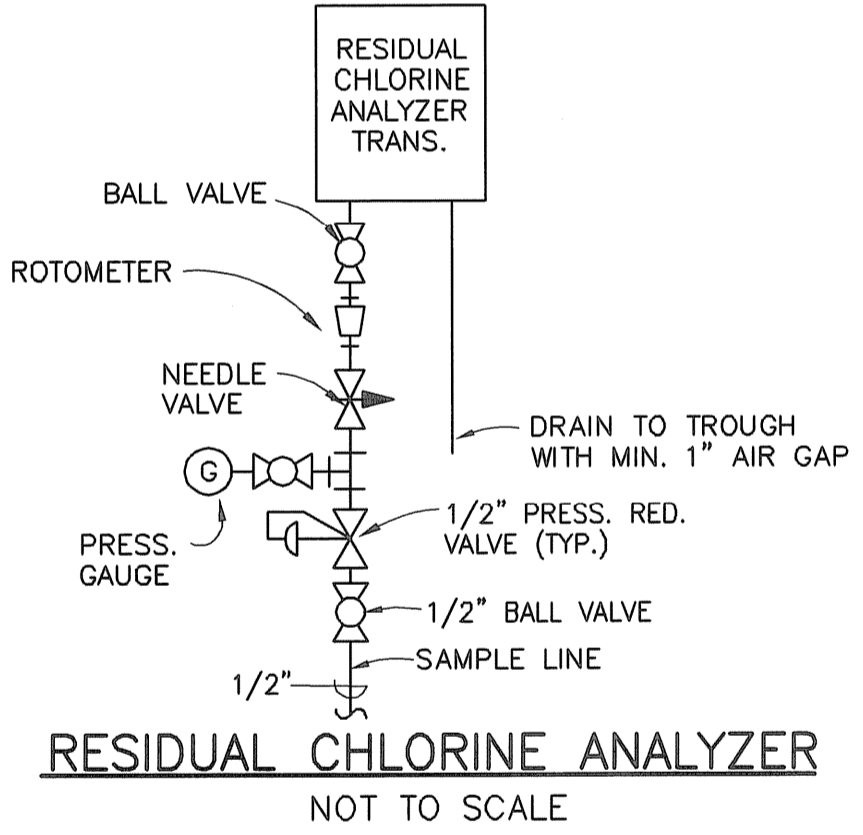 RESIDUAL
CHLORINE
ANALYZER
TRANS.
BALL VALVE
ROTOMETER
NEEDLE
VALVE
DRAIN TO TROUGH
WITH MIN. 1" AIR GAP
G
PRESS.
GAUGE
1/2" PRESS. RED.
VALVE (TYP.)
1/2" BALL VALVE
SAMPLE LINE
1/2"
RESIDUAL CHLORINE ANALYZER
NOT TO SCALE